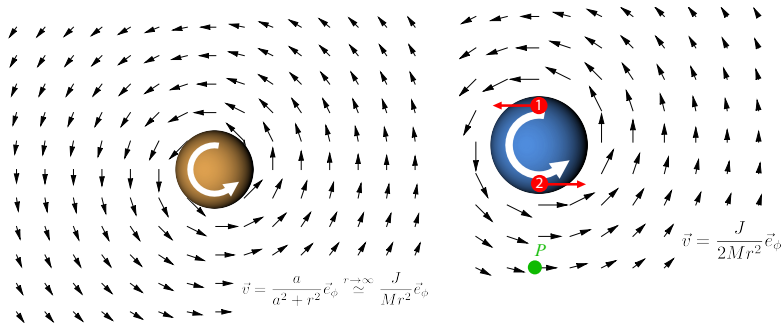 1
2
P
$\vec{v} = \frac{J}{2Mr^2}\vec{e}_\phi$
$\vec{v} = \frac{a}{a^2 + r^2}\vec{e}_\phi \overset{r \to \infty}{\simeq} \frac{J}{Mr^2}\vec{e}_\phi$